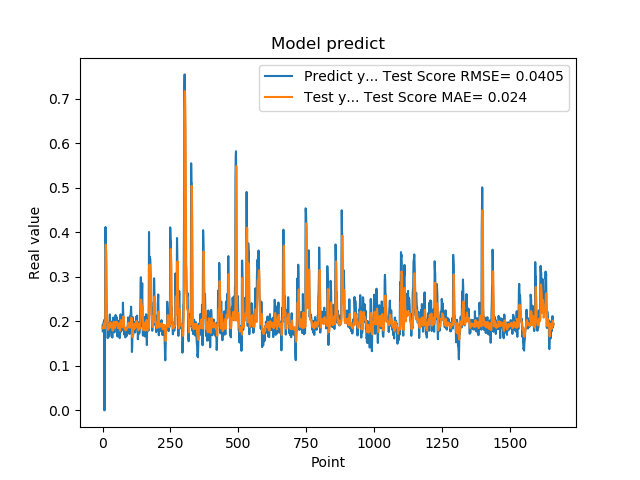 Model predict
Predict y... Test Score RMSE= 0.0405
Test y... Test Score MAE= 0.024
Real value
0.7
0.6
0.5
0.4
0.3
0.2
0.1
0.0
0 250 500 750 1000 1250 1500
Point